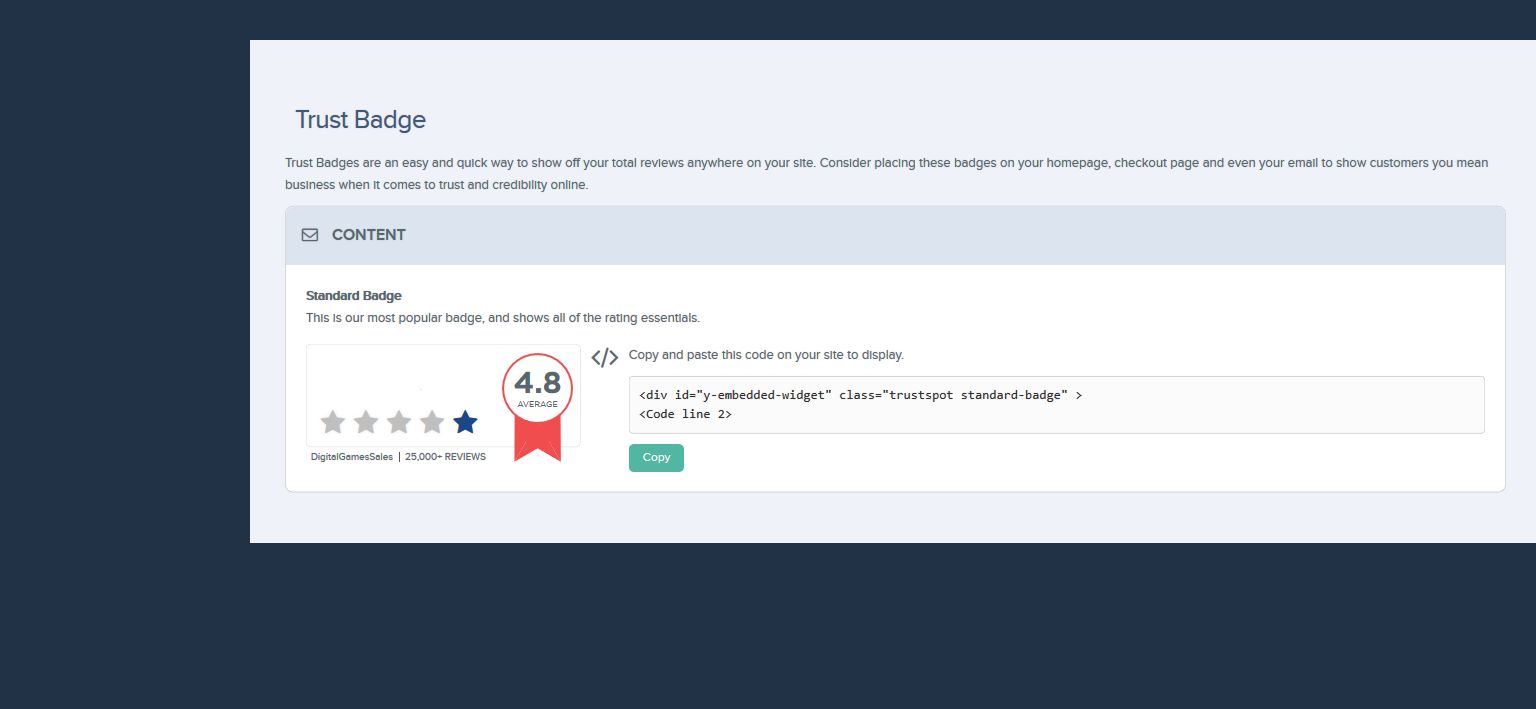 Trust Badge
Trust Badges are an easy and quick way to show off your total reviews anywhere on your site. Consider placing these badges on your homepage, checkout page and even your email to show customers you mean
business when it comes to trust and credibility online.
CONTENT
Standard Badge
This is our most popular badge, and shows all of the rating essentials.
4.8
AVERAGE
DigitalGamesSales | 25,000+ REVIEWS
</> Copy and paste this code on your site to display.
<div id="y-embedded-widget" class="trustspot standard-badge" >
<Code line 2>
Copy